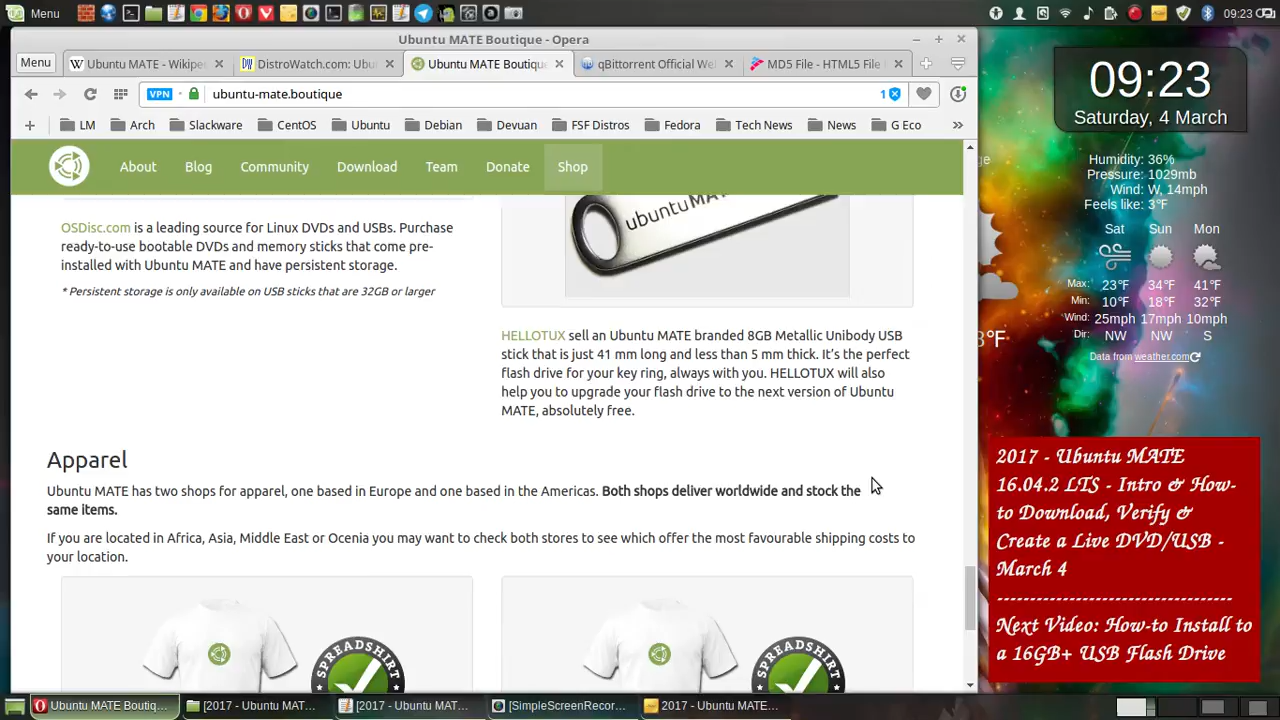 Menu
09:23
Ubuntu MATE Boutique - Opera
Menu
Ubuntu MATE - Wikipe
DistroWatch.com: Ubu
Ubuntu MATE Boutiqu
qBittorrent Official We
MD5 File - HTML5 File
VPN
ubuntu-mate.boutique
1
LM
Arch
Slackware
CentOS
Ubuntu
Debian
Devuan
FSF Distros
Fedora
Tech News
News
G Eco
»
About
Blog
Community
Download
Team
Donate
Shop
OSDisc.com is a leading source for Linux DVDs and USBs. Purchase
ready-to-use bootable DVDs and memory sticks that come pre-
installed with Ubuntu MATE and have persistent storage.
* Persistent storage is only available on USB sticks that are 32GB or larger
ubuntuMA
HELLOTUX sell an Ubuntu MATE branded 8GB Metallic Unibody USB
stick that is just 41 mm long and less than 5 mm thick. It's the perfect
flash drive for your key ring, always with you. HELLOTUX will also
help you to upgrade your flash drive to the next version of Ubuntu
MATE, absolutely free.
Apparel
Ubuntu MATE has two shops for apparel, one based in Europe and one based in the Americas. Both shops deliver worldwide and stock the
same items.
If you are located in Africa, Asia, Middle East or Ocenia you may want to check both stores to see which offer the most favourable shipping costs to
your location.
SPREADSHIRT
SPREADSHIRT
09:23
Saturday, 4 March
Humidity: 36%
Pressure: 1029mb
Wind: W, 14mph
Feels like: 3°F
Sat Sun Mon
Max: 23°F 34°F 41°F
Min: 10°F 18°F 32°F
Wind: 25mph 17mph 10mph
Dir: NW NW S
Data from weather.com
2017 - Ubuntu MATE
16.04.2 LTS - Intro & How-
to Download, Verify &
Create a Live DVD/USB -
March 4
---------------------------------
Next Video: How-to Install to
a 16GB+ USB Flash Drive
Ubuntu MATE Boutiq...
[2017 - Ubuntu MAT...
[2017 - Ubuntu MAT...
[SimpleScreenRecor...
2017 - Ubuntu MATE...